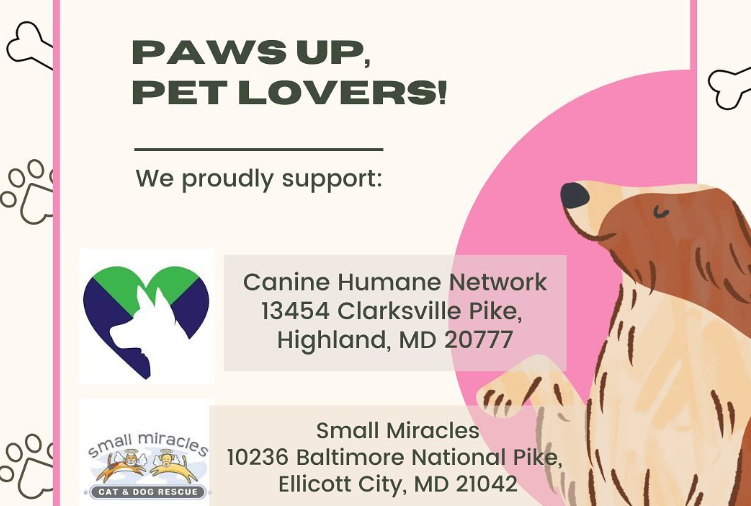 PAWS UP,
PET LOVERS!
We proudly support:
Canine Humane Network
13454 Clarksville Pike,
Highland, MD 20777
small miracles
CAT & DOG RESCUE
Small Miracles
10236 Baltimore National Pike,
Ellicott City, MD 21042